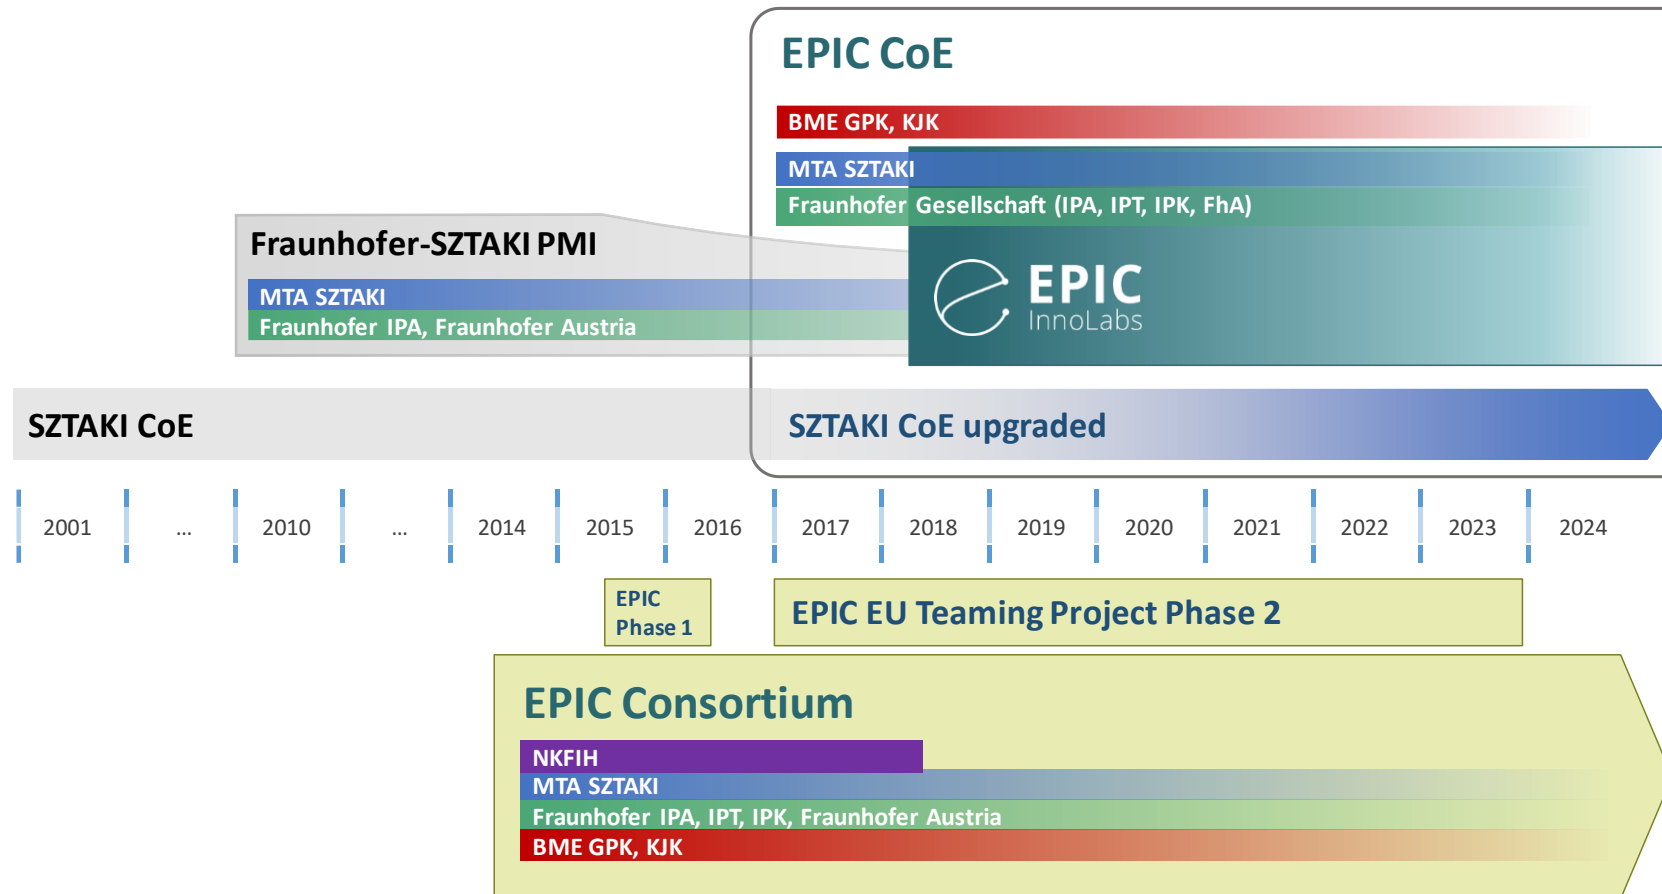 EPIC CoE
BME GPK, KJK
MTA SZTAKI
Fraunhofer Gesellschaft (IPA, IPT, IPK, FhA)
Fraunhofer-SZTAKI PMI
MTA SZTAKI
Fraunhofer IPA, Fraunhofer Austria
EPIC
InnoLabs
SZTAKI CoE
SZTAKI CoE upgraded
2001 ... 2010 ... 2014 2015 2016 2017 2018 2019 2020 2021 2022 2023 2024
EPIC
Phase 1
EPIC EU Teaming Project Phase 2
EPIC Consortium
NKFIH
MTA SZTAKI
Fraunhofer IPA, IPT, IPK, Fraunhofer Austria
BME GPK, KJK